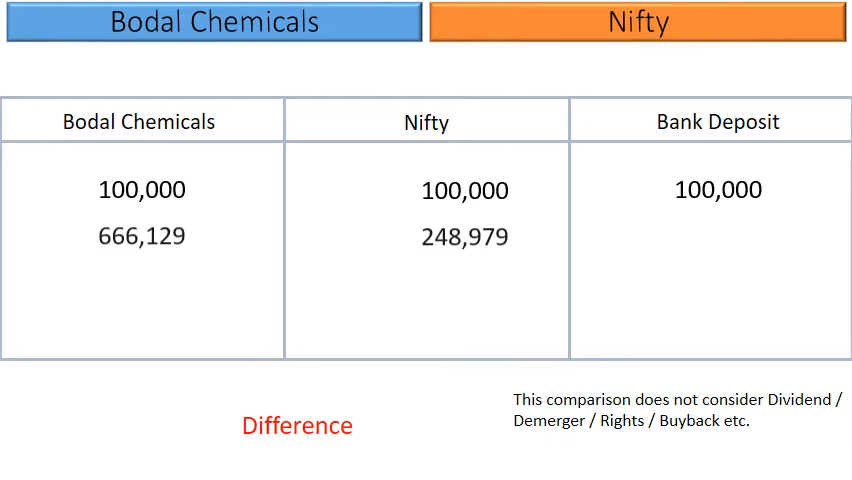 Bodal Chemicals Nifty
Bodal Chemicals Nifty Bank Deposit
100,000 100,000 100,000
666,129 248,979
This comparison does not consider Dividend /
Demerger / Rights / Buyback etc.
Difference